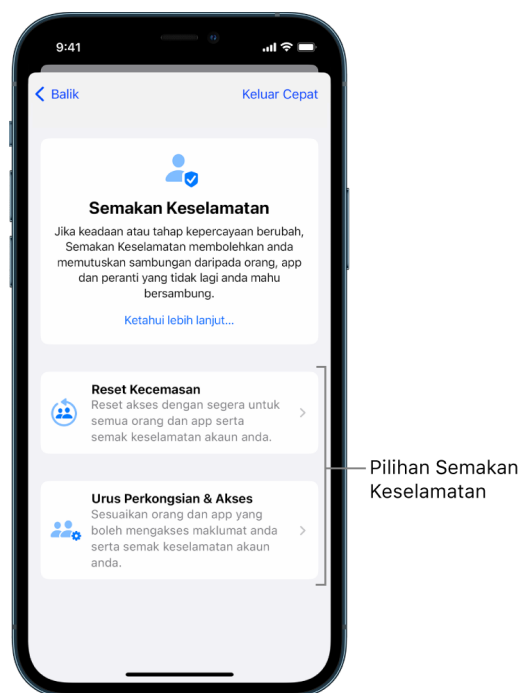 9:41
Balik
Keluar Cepat
Semakan Keselamatan
Jika keadaan atau tahap kepercayaan berubah,
Semakan Keselamatan membolehkan anda
memutuskan sambungan daripada orang, app
dan peranti yang tidak lagi anda mahu
bersambung.
Ketahui lebih lanjut...
Reset Kecemasan
Reset akses dengan segera untuk
semua orang dan app serta
semak keselamatan akaun anda.
Urus Perkongsian & Akses
Sesuaikan orang dan app yang
boleh mengakses maklumat anda
serta semak keselamatan akaun
anda.
Pilihan Semakan
Keselamatan